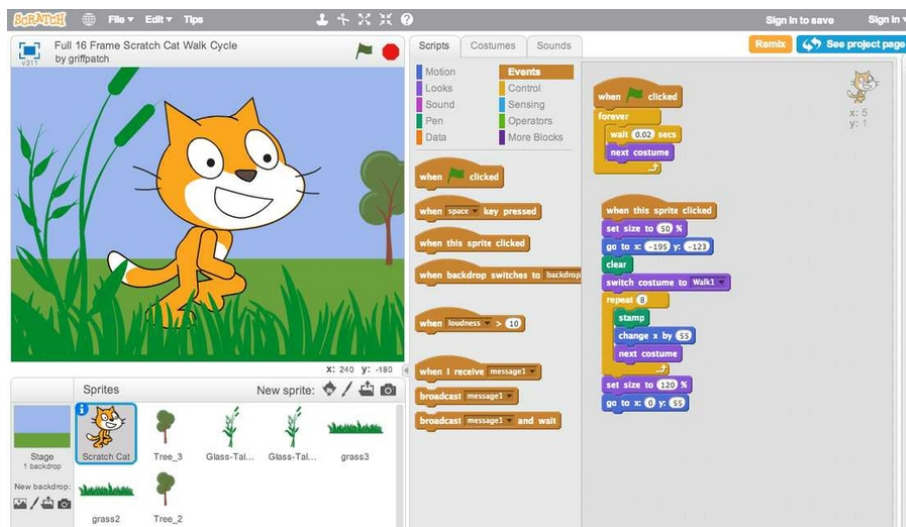 SCRATCH File Edit Tips Sign in to save Sign in
Full 16 Frame Scratch Cat Walk Cycle
by griffpatch
v311
x: 240 y: -180
Sprites New sprite:
Stage
1 backdrop
New backdrop:
Scratch Cat
Tree_3
Glass-Tal...
Glass-Tal...
grass3
grass2
Tree_2
Scripts Costumes Sounds
Remix See project page
Motion Events
Looks Control
Sound Sensing
Pen Operators
Data More Blocks
when clicked
when space key pressed
when this sprite clicked
when backdrop switches to backdrop
when loudness > 10
when I receive message1
broadcast message1
broadcast message1 and wait
when clicked
forever
wait 0.02 secs
next costume
when this sprite clicked
set size to 50 %
go to x: -195 y: -123
clear
switch costume to Walk1
repeat 8
stamp
change x by 55
next costume
set size to 120 %
go to x: 0 y: 55
x: 5
y: 1